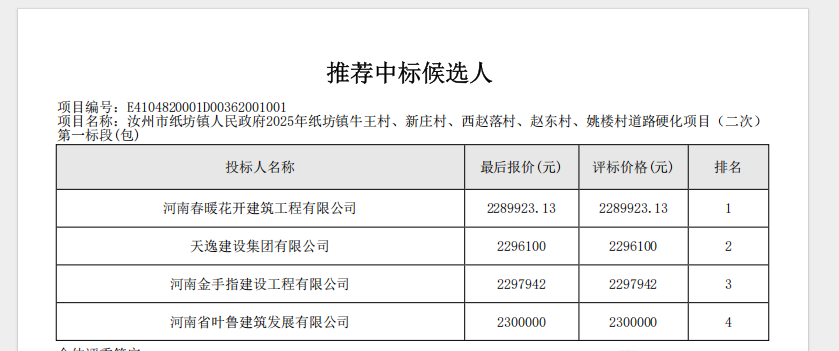 推荐中标候选人
项目编号：E4104820001D00362001001
项目名称：汝州市纸坊镇人民政府2025年纸坊镇牛王村、新庄村、西赵落村、赵东村、姚楼村道路硬化项目（二次）
第一标段(包)
投标人名称 最后报价(元) 评标价格(元) 排名
河南春暖花开建筑工程有限公司 2289923.13 2289923.13 1
天逸建设集团有限公司 2296100 2296100 2
河南金手指建设工程有限公司 2297942 2297942 3
河南省叶鲁建筑发展有限公司 2300000 2300000 4